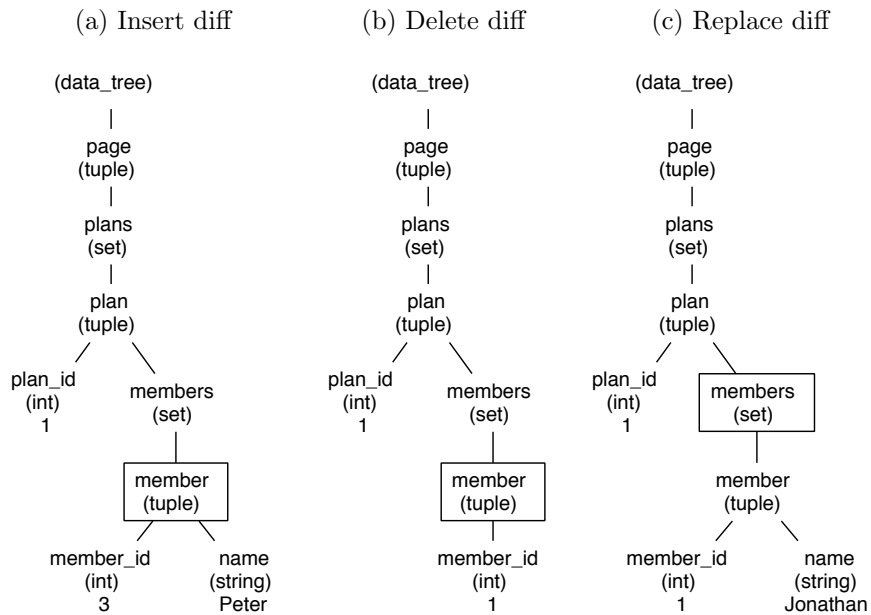 (a) Insert diff
(data_tree)
page
(tuple)
plans
(set)
plan
(tuple)
plan_id
(int)
1
members
(set)
member
(tuple)
member_id
(int)
3
name
(string)
Peter
(b) Delete diff
(data_tree)
page
(tuple)
plans
(set)
plan
(tuple)
plan_id
(int)
1
members
(set)
member
(tuple)
member_id
(int)
1
(c) Replace diff
(data_tree)
page
(tuple)
plans
(set)
plan
(tuple)
plan_id
(int)
1
members
(set)
member
(tuple)
member_id
(int)
1
name
(string)
Jonathan